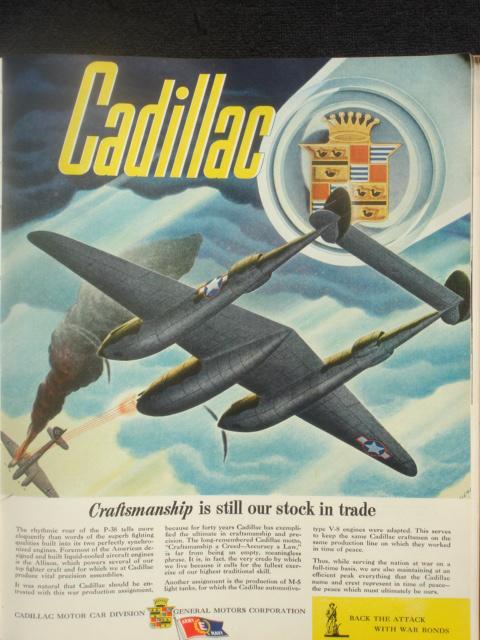 Cadillac
Craftsmanship is still our stock in trade
The rhythmic roar of the P-38 tells more
eloquently than words of the superb fighting
qualities built into its two perfectly synchro-
nized engines. Foremost of the American de-
signed and built liquid-cooled aircraft engines
is the Allison, which powers several of our
top fighter craft and for which we at Cadillac
produce vital precision assemblies.
It was natural that Cadillac should be en-
trusted with this war production assignment,
because for forty years Cadillac has exempli-
fied the ultimate in craftsmanship and pre-
cision. The long-remembered Cadillac motto,
"Craftsmanship a Creed—Accuracy a Law,"
is far from being an empty, meaningless
phrase. It is, in fact, the very credo by which
we live because it calls for the fullest exer-
cise of our highest traditional skill.
Another assignment is the production of M-5
light tanks, for which the Cadillac automotive-
type V-8 engines were adapted. This serves
to keep the same Cadillac craftsmen on the
same production line on which they worked
in time of peace.
Thus, while serving the nation at war on a
full-time basis, we are also maintaining at an
efficient peak everything that the Cadillac
name and crest represent in time of peace—
the peace which must ultimately be ours.
CADILLAC MOTOR CAR DIVISION GENERAL MOTORS CORPORATION
ARMY NAVY
BACK THE ATTACK
WITH WAR BONDS